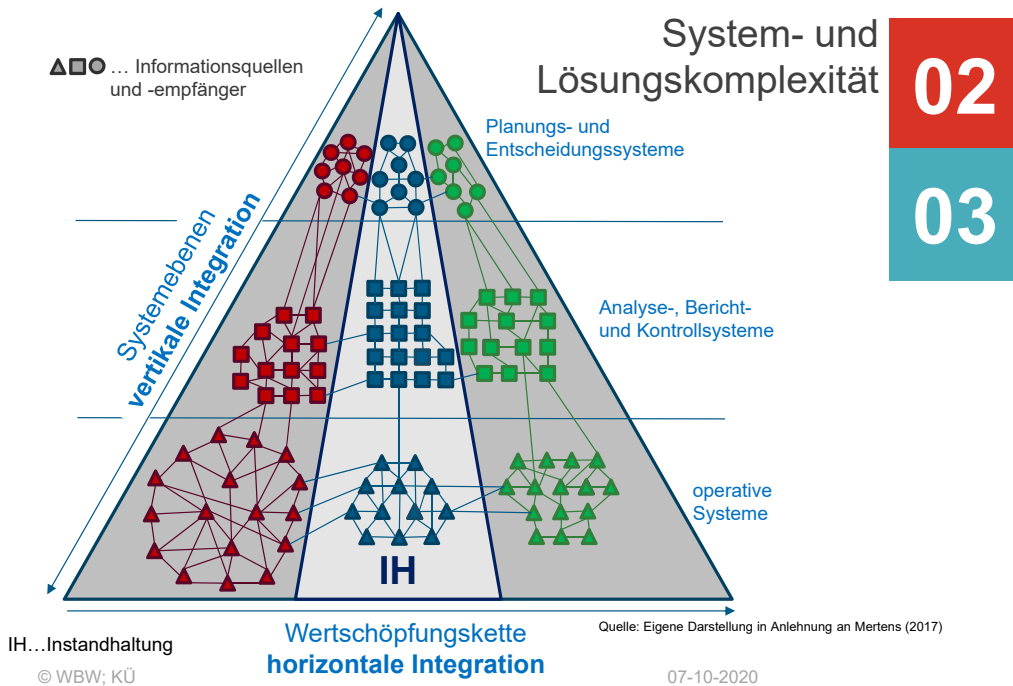 System- und
Lösungskomplexität
02
03
… Informationsquellen
und -empfänger
Planungs- und
Entscheidungssysteme
Systemebenen
vertikale Integration
Analyse-, Bericht-
und Kontrollsysteme
operative
Systeme
IH
Wertschöpfungskette
horizontale Integration
Quelle: Eigene Darstellung in Anlehnung an Mertens (2017)
IH…Instandhaltung
© WBW; KÜ
07-10-2020